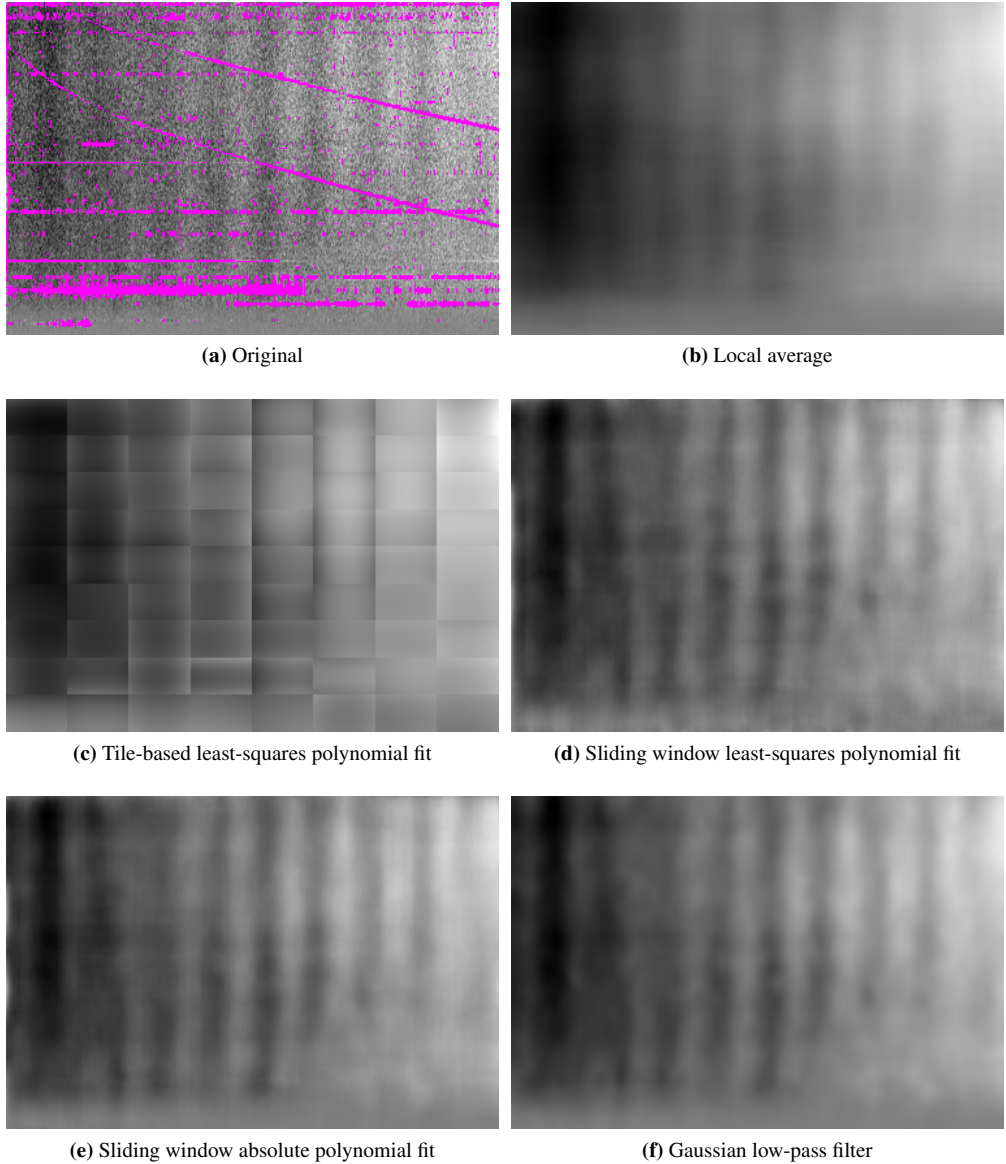 (a) Original
(b) Local average
(c) Tile-based least-squares polynomial fit
(d) Sliding window least-squares polynomial fit
(e) Sliding window absolute polynomial fit
(f) Gaussian low-pass filter